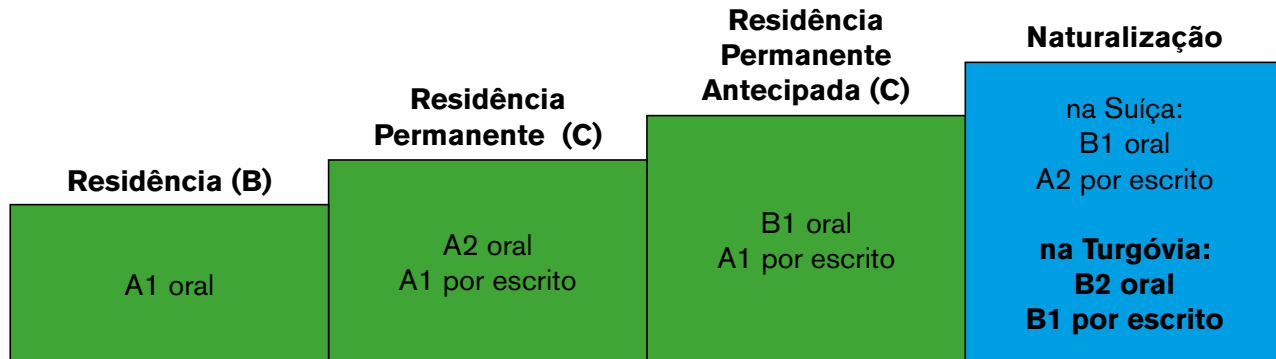 Residência (B)
A1 oral
Residência
Permanente (C)
A2 oral
A1 por escrito
Residência
Permanente
Antecipada (C)
B1 oral
A1 por escrito
Naturalização
na Suíça:
B1 oral
A2 por escrito
na Turgóvia:
B2 oral
B1 por escrito